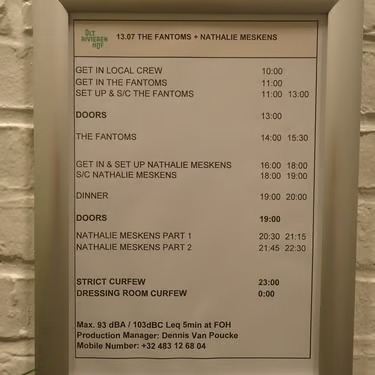 OLT
RIVIEREN
HOF
13.07 THE FANTOMS + NATHALIE MESKENS
GET IN LOCAL CREW 10:00
GET IN THE FANTOMS 11:00
SET UP & S/C THE FANTOMS 11:00 13:00
DOORS 13:00
THE FANTOMS 14:00 15:30
GET IN & SET UP NATHALIE MESKENS 16:00 18:00
S/C NATHALIE MESKENS 18:00 19:00
DINNER 19:00 20:00
DOORS 19:00
NATHALIE MESKENS PART 1 20:30 21:15
NATHALIE MESKENS PART 2 21:45 22:30
STRICT CURFEW 23:00
DRESSING ROOM CURFEW 0:00
Max. 93 dBA / 103dBC Leq 5min at FOH
Production Manager: Dennis Van Poucke
Mobile Number: +32 483 12 68 04